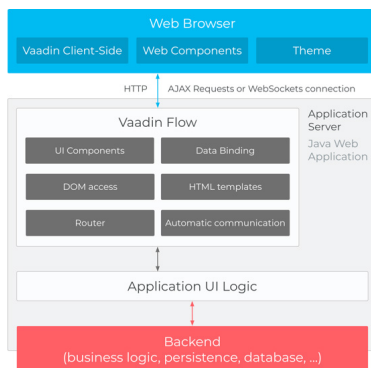 Web Browser
Vaadin Client-Side
Web Components
Theme
HTTP
AJAX Requests or WebSockets connection
Application
Server
Java Web
Application
Vaadin Flow
UI Components
Data Binding
DOM access
HTML templates
Router
Automatic communication
Application UI Logic
Backend
(business logic, persistence, database, ...)